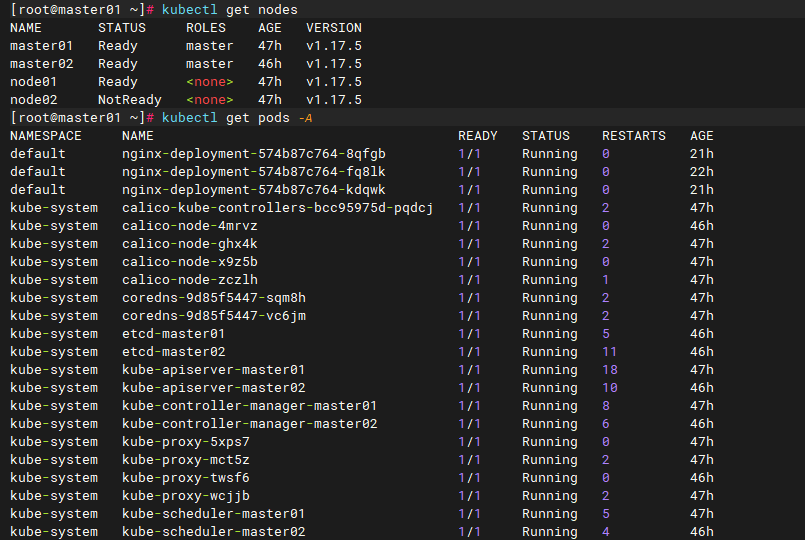 [root@master01 ~]# kubectl get nodes
NAME       STATUS     ROLES    AGE   VERSION
master01   Ready      master   47h   v1.17.5
master02   Ready      master   46h   v1.17.5
node01     Ready      <none>   47h   v1.17.5
node02     NotReady   <none>   47h   v1.17.5
[root@master01 ~]# kubectl get pods -A
NAMESPACE     NAME                                      READY   STATUS    RESTARTS   AGE
default       nginx-deployment-574b87c764-8qfgb         1/1     Running   0          21h
default       nginx-deployment-574b87c764-fq8lk         1/1     Running   0          22h
default       nginx-deployment-574b87c764-kdqwk         1/1     Running   0          21h
kube-system   calico-kube-controllers-bcc95975d-pqdcj   1/1     Running   2          47h
kube-system   calico-node-4mrvz                         1/1     Running   0          46h
kube-system   calico-node-ghx4k                         1/1     Running   2          47h
kube-system   calico-node-x9z5b                         1/1     Running   0          47h
kube-system   calico-node-zczlh                         1/1     Running   1          47h
kube-system   coredns-9d85f5447-sqm8h                   1/1     Running   2          47h
kube-system   coredns-9d85f5447-vc6jm                   1/1     Running   2          47h
kube-system   etcd-master01                             1/1     Running   5          46h
kube-system   etcd-master02                             1/1     Running   11         46h
kube-system   kube-apiserver-master01                   1/1     Running   18         47h
kube-system   kube-apiserver-master02                   1/1     Running   10         46h
kube-system   kube-controller-manager-master01          1/1     Running   8          47h
kube-system   kube-controller-manager-master02          1/1     Running   6          46h
kube-system   kube-proxy-5xps7                          1/1     Running   0          47h
kube-system   kube-proxy-mct5z                          1/1     Running   2          47h
kube-system   kube-proxy-twsf6                          1/1     Running   0          46h
kube-system   kube-proxy-wcjjb                          1/1     Running   2          47h
kube-system   kube-scheduler-master01                   1/1     Running   5          47h
kube-system   kube-scheduler-master02                   1/1     Running   4          46h